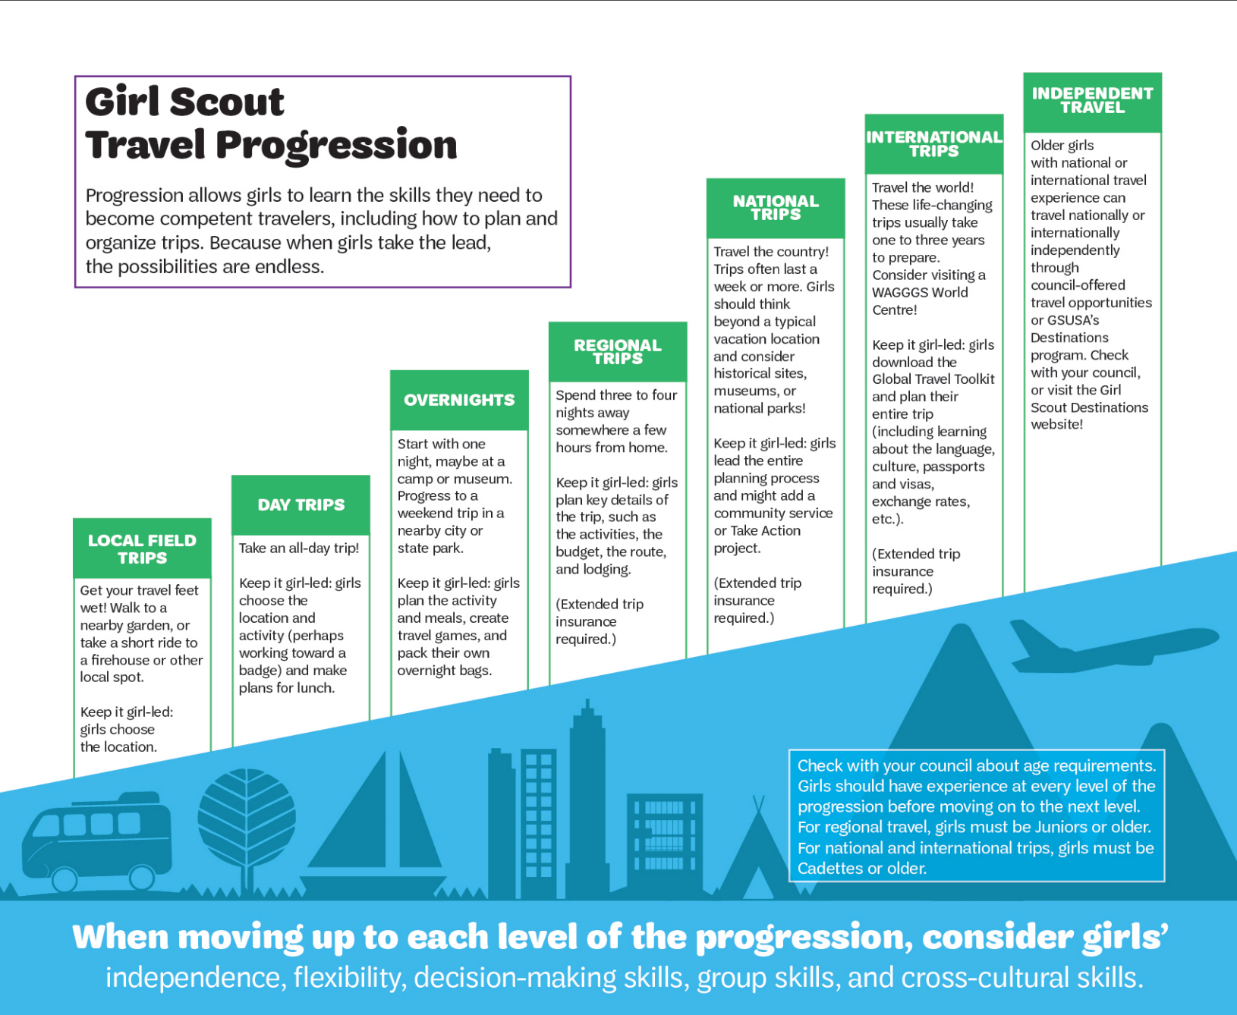 Girl Scout
Travel Progression
Progression allows girls to learn the skills they need to
become competent travelers, including how to plan and
organize trips. Because when girls take the lead,
the possibilities are endless.
LOCAL FIELD
TRIPS
Get your travel feet
wet! Walk to a
nearby garden, or
take a short ride to
a firehouse or other
local spot.
Keep it girl-led:
girls choose
the location.
DAY TRIPS
Take an all-day trip!
Keep it girl-led: girls
choose the
location and
activity (perhaps
working toward a
badge) and make
plans for lunch.
OVERNIGHTS
Start with one
night, maybe at a
camp or museum.
Progress to a
weekend trip in a
nearby city or
state park.
Keep it girl-led: girls
plan the activity
and meals, create
travel games, and
pack their own
overnight bags.
REGIONAL
TRIPS
Spend three to four
nights away
somewhere a few
hours from home.
Keep it girl-led: girls
plan key details of
the trip, such as
the activities, the
budget, the route,
and lodging.
(Extended trip
insurance
required.)
NATIONAL
TRIPS
Travel the country!
Trips often last a
week or more. Girls
should think
beyond a typical
vacation location
and consider
historical sites,
museums, or
national parks!
Keep it girl-led: girls
lead the entire
planning process
and might add a
community service
or Take Action
project.
(Extended trip
insurance
required.)
INTERNATIONAL
TRIPS
Travel the world!
These life-changing
trips usually take
one to three years
to prepare.
Consider visiting a
WAGGGS World
Centre!
Keep it girl-led: girls
download the
Global Travel Toolkit
and plan their
entire trip
(including learning
about the language,
culture, passports
and visas,
exchange rates,
etc.).
(Extended trip
insurance
required.)
INDEPENDENT
TRAVEL
Older girls
with national or
international travel
experience can
travel nationally or
internationally
independently
through
council-offered
travel opportunities
or GSUSA's
Destinations
program. Check
with your council,
or visit the Girl
Scout Destinations
website!
Check with your council about age requirements.
Girls should have experience at every level of the
progression before moving on to the next level.
For regional travel, girls must be Juniors or older.
For national and international trips, girls must be
Cadettes or older.
When moving up to each level of the progression, consider girls'
independence, flexibility, decision-making skills, group skills, and cross-cultural skills.